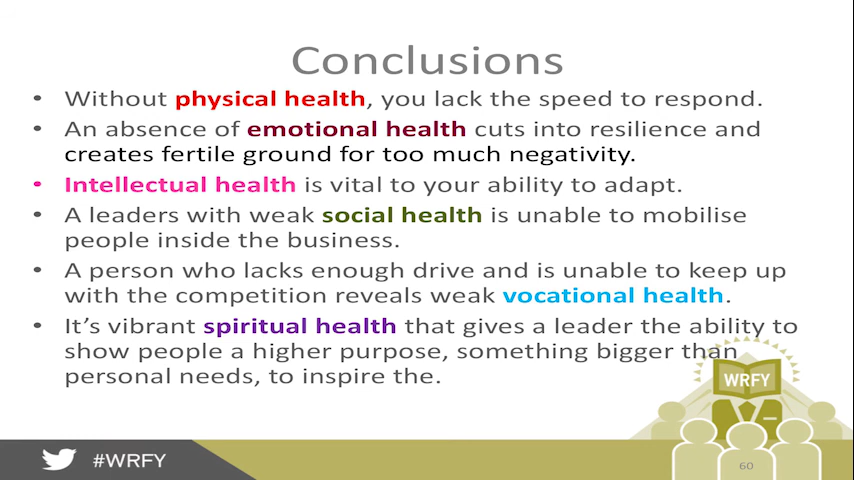 Conclusions
• Without physical health, you lack the speed to respond.
• An absence of emotional health cuts into resilience and
creates fertile ground for too much negativity.
• Intellectual health is vital to your ability to adapt.
• A leaders with weak social health is unable to mobilise
people inside the business.
• A person who lacks enough drive and is unable to keep up
with the competition reveals weak vocational health.
• It's vibrant spiritual health that gives a leader the ability to
show people a higher purpose, something bigger than
personal needs, to inspire the.
WRFY
#WRFY
60